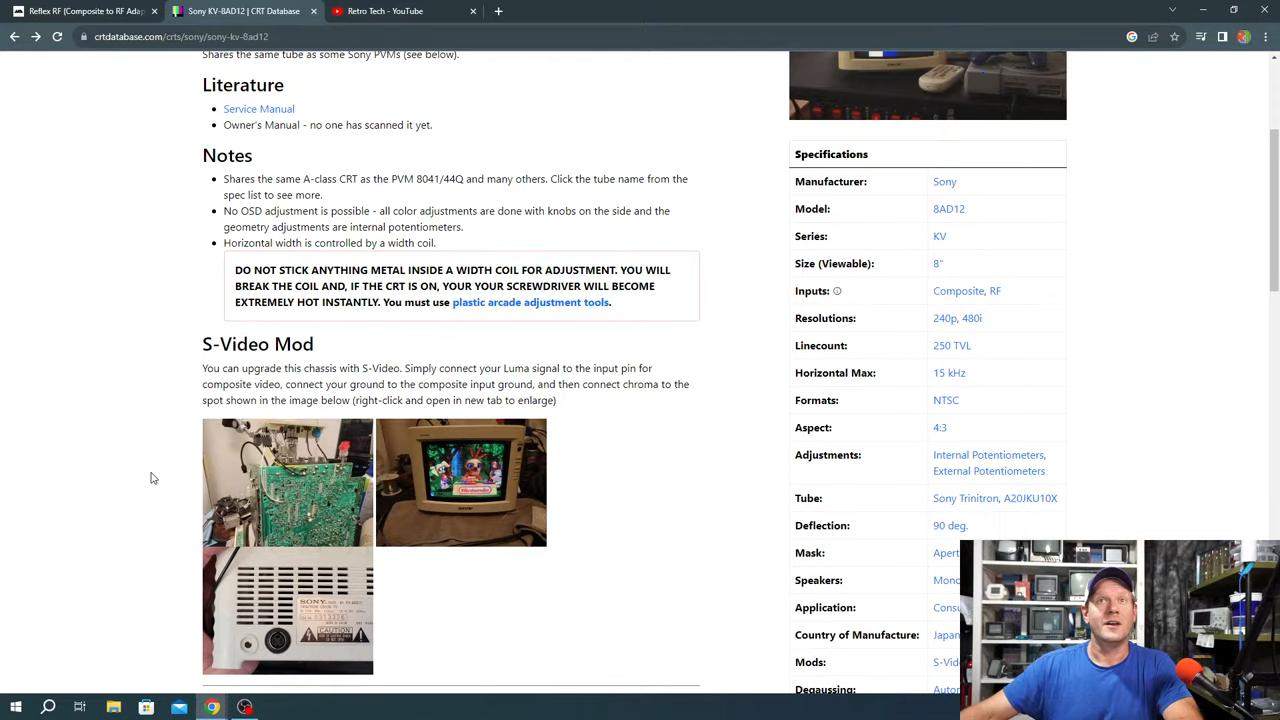 Reflex RF (Composite to RF Adap
Sony KV-8AD12 | CRT Database
Retro Tech - YouTube
crtdatabase.com/crts/sony/sony-kv-8ad12
Shares the same tube as some Sony PVMs (see below).
Literature
Service Manual
Owner's Manual - no one has scanned it yet.
Notes
Shares the same A-class CRT as the PVM 8041/44Q and many others. Click the tube name from the
spec list to see more.
No OSD adjustment is possible - all color adjustments are done with knobs on the side and the
geometry adjustments are internal potentiometers.
Horizontal width is controlled by a width coil.
DO NOT STICK ANYTHING METAL INSIDE A WIDTH COIL FOR ADJUSTMENT. YOU WILL
BREAK THE COIL AND, IF THE CRT IS ON, YOUR YOUR SCREWDRIVER WILL BECOME
EXTREMELY HOT INSTANTLY. You must use plastic arcade adjustment tools.
S-Video Mod
You can upgrade this chassis with S-Video. Simply connect your Luma signal to the input pin for
composite video, connect your ground to the composite input ground, and then connect chroma to the
spot shown in the image below (right-click and open in new tab to enlarge)
SONY
CAUTION
Specifications
Manufacturer: Sony
Model: 8AD12
Series: KV
Size (Viewable): 8"
Inputs: Composite, RF
Resolutions: 240p, 480i
Linecount: 250 TVL
Horizontal Max: 15 kHz
Formats: NTSC
Aspect: 4:3
Adjustments: Internal Potentiometers,
External Potentiometers
Tube: Sony Trinitron, A20JKU10X
Deflection: 90 deg.
Mask: Apert
Speakers: Mono
Application: Consu
Country of Manufacture: Japan
Mods: S-Vid
Degaussing: Auto